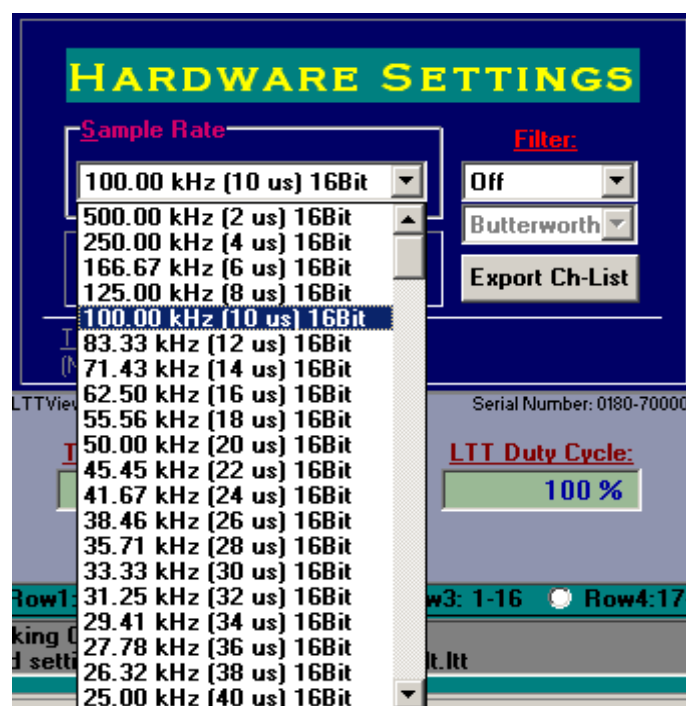 HARDWARE SETTINGS
Sample Rate
Filter:
100.00 kHz (10 us) 16Bit
Off
Butterworth
Export Ch-List
500.00 kHz (2 us) 16Bit
250.00 kHz (4 us) 16Bit
166.67 kHz (6 us) 16Bit
125.00 kHz (8 us) 16Bit
100.00 kHz (10 us) 16Bit
83.33 kHz (12 us) 16Bit
71.43 kHz (14 us) 16Bit
62.50 kHz (16 us) 16Bit
55.56 kHz (18 us) 16Bit
50.00 kHz (20 us) 16Bit
45.45 kHz (22 us) 16Bit
41.67 kHz (24 us) 16Bit
38.46 kHz (26 us) 16Bit
35.71 kHz (28 us) 16Bit
33.33 kHz (30 us) 16Bit
31.25 kHz (32 us) 16Bit
29.41 kHz (34 us) 16Bit
27.78 kHz (36 us) 16Bit
26.32 kHz (38 us) 16Bit
25.00 kHz (40 us) 16Bit
LTTView
Serial Number: 0180-70000
LTT Duty Cycle:
100 %
Row1: w3: 1-16 Row4:17
king
d setti lt.ltt